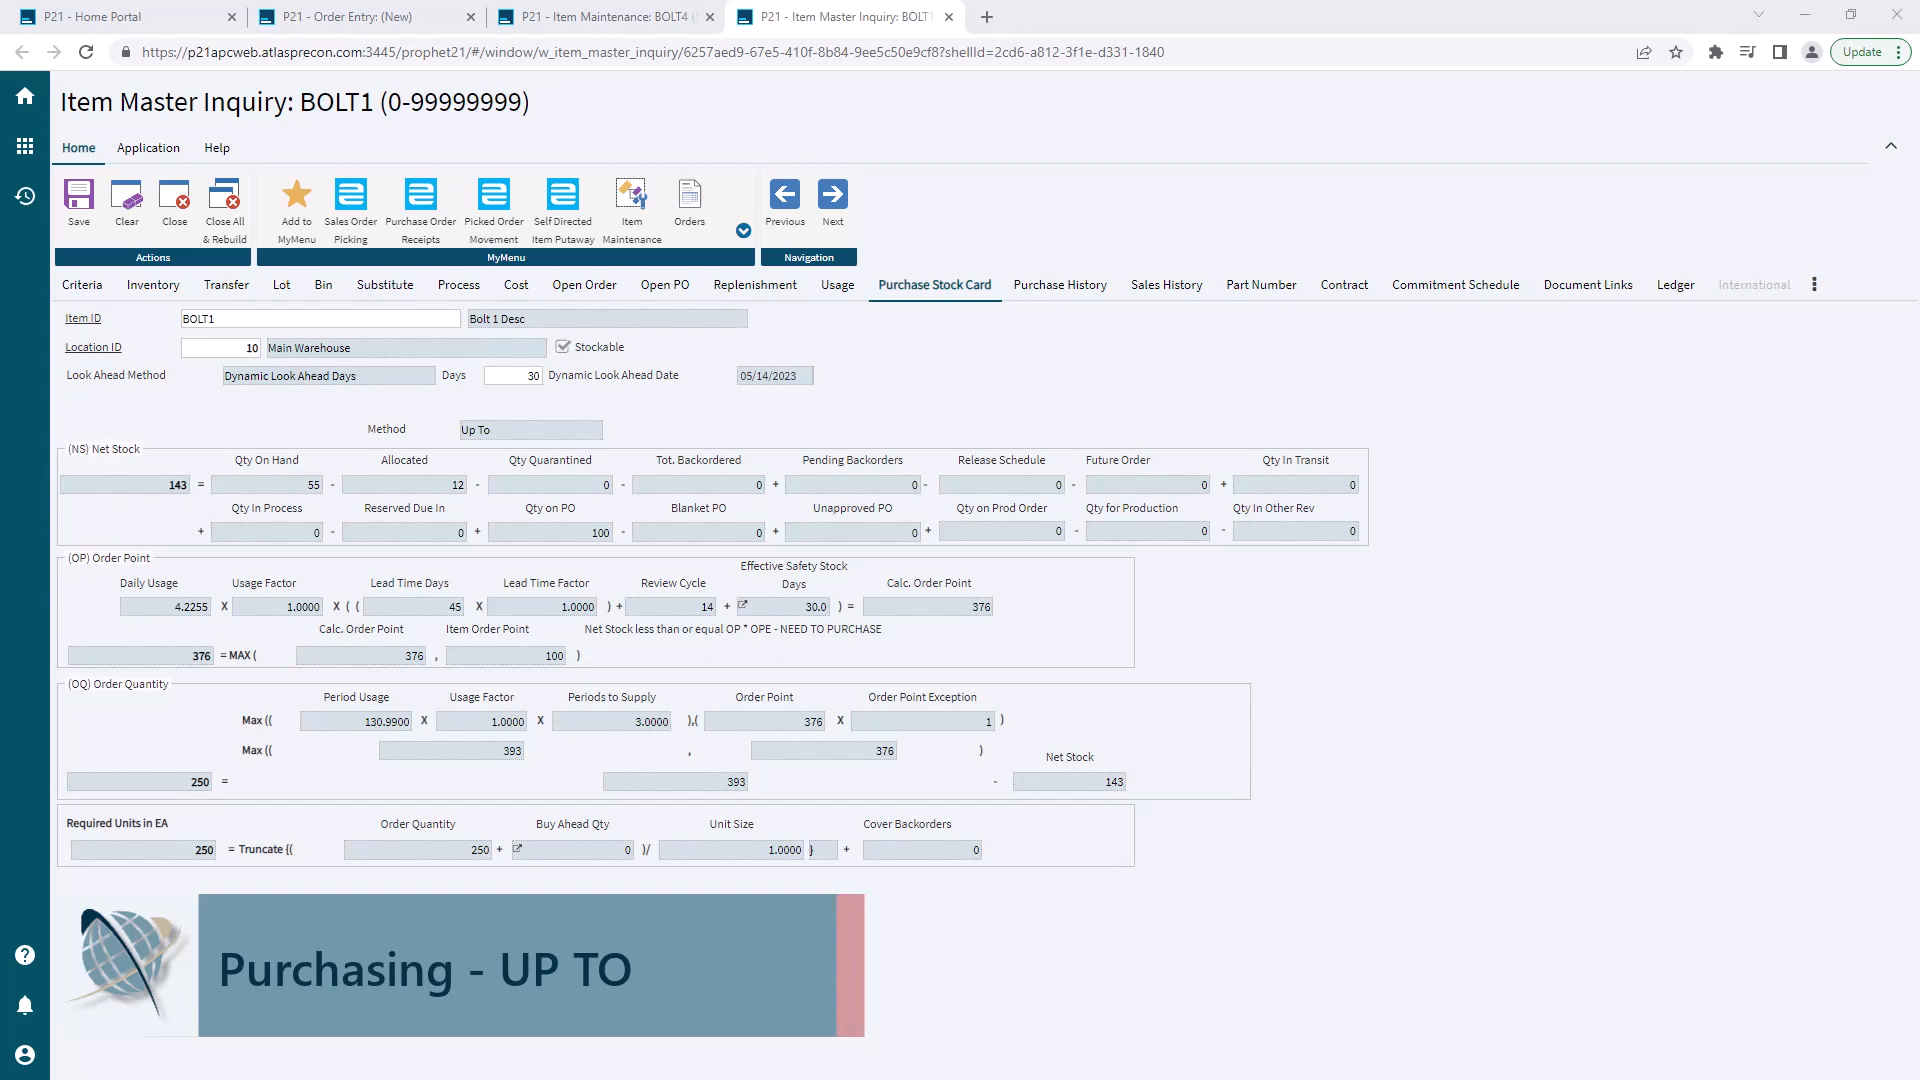 P21 - Home Portal
P21 - Order Entry: (New)
P21 - Item Maintenance: BOLT4
P21 - Item Master Inquiry: BOLT1
https://p21apcweb.atlasprecon.com:3445/prophet21/#/window/w_item_master_inquiry/6257aed9-67e5-410f-8b84-9ee5c50e9cf8?shellId=2cd6-a812-3f1e-d331-1840
Update
Item Master Inquiry: BOLT1 (0-99999999)
Home Application Help
Save
Clear
Close
Close All
& Rebuild
Add to
MyMenu
Sales Order
Picking
Purchase Order
Receipts
Picked Order
Movement
Self Directed
Item Putaway
Item
Maintenance
Orders
Previous
Next
Actions
MyMenu
Navigation
Criteria Inventory Transfer Lot Bin Substitute Process Cost Open Order Open PO Replenishment Usage Purchase Stock Card Purchase History Sales History Part Number Contract Commitment Schedule Document Links Ledger International
Item ID BOLT1 Bolt 1 Desc
Location ID 10 Main Warehouse Stockable
Look Ahead Method Dynamic Look Ahead Days Days 30 Dynamic Look Ahead Date 05/14/2023
Method Up To
(NS) Net Stock
Qty On Hand Allocated Qty Quarantined Tot. Backordered Pending Backorders Release Schedule Future Order Qty In Transit
143 = 55 - 12 - 0 - 0 + 0 - 0 - 0 + 0
Qty In Process Reserved Due In Qty on PO Blanket PO Unapproved PO Qty on Prod Order Qty for Production Qty In Other Rev
+ 0 - 0 + 100 - 0 + 0 + 0 - 0 - 0
(OP) Order Point
Effective Safety Stock
Daily Usage Usage Factor Lead Time Days Lead Time Factor Review Cycle Days Calc. Order Point
4.2255 X 1.0000 X ( ( 45 X 1.0000 ) + 14 + 30.0 ) = 376
Calc. Order Point Item Order Point Net Stock less than or equal OP * OPE - NEED TO PURCHASE
376 = MAX ( 376 , 100 )
(OQ) Order Quantity
Period Usage Usage Factor Periods to Supply Order Point Order Point Exception
Max (( 130.9900 X 1.0000 X 3.0000 ),( 376 X 1 )
Max (( 393 , 376 )
Net Stock
250 = 393 - 143
Required Units in EA Order Quantity Buy Ahead Qty Unit Size Cover Backorders
250 = Truncate {( 250 + 0 )/ 1.0000 } + 0
Purchasing - UP TO